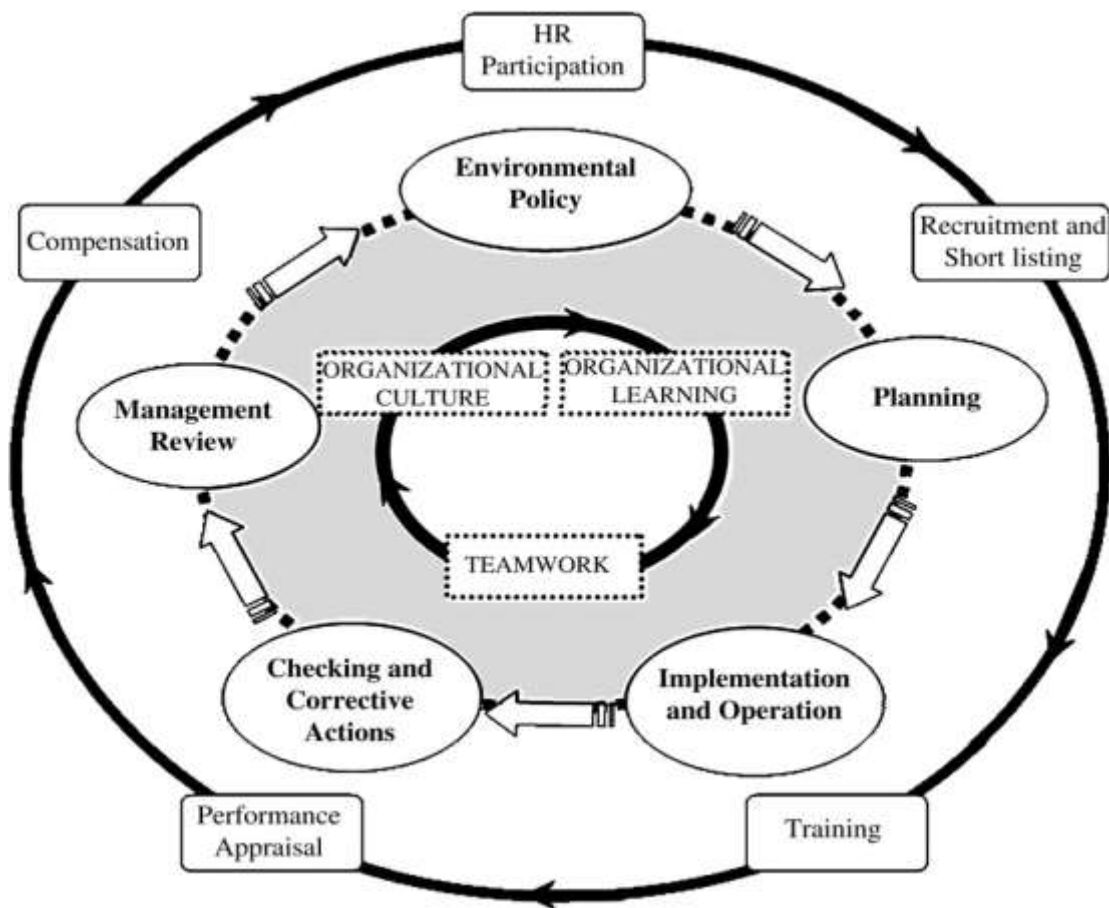 HR
Participation
Environmental
Policy
Compensation
Recruitment and
Short listing
ORGANIZATIONAL
CULTURE
ORGANIZATIONAL
LEARNING
Management
Review
Planning
TEAMWORK
Checking and
Corrective
Actions
Implementation
and Operation
Performance
Appraisal
Training